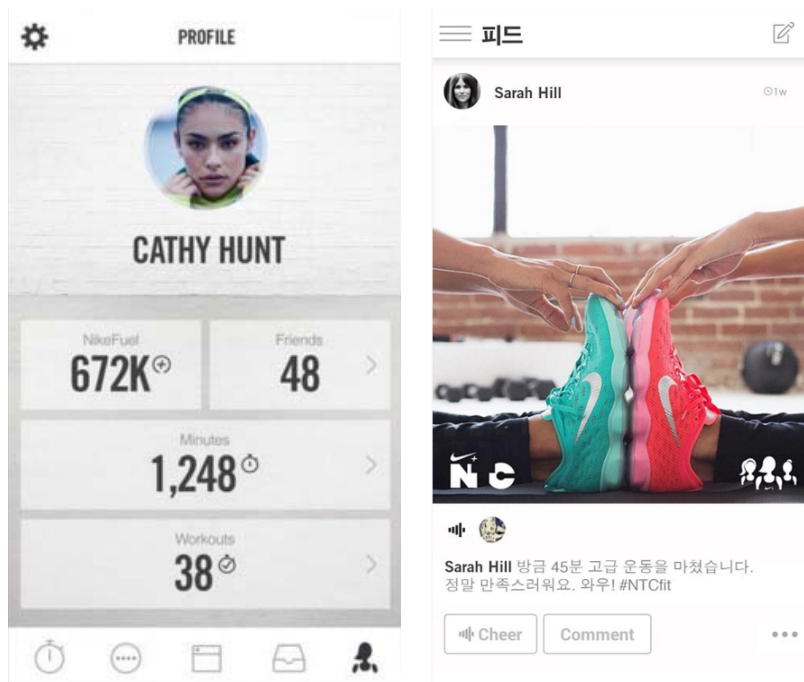 PROFILE
CATHY HUNT
NikeFuel
672K
Friends
48
Minutes
1,248
Workouts
38
피드
Sarah Hill
1w
N+TC
Sarah Hill 방금 45분 고급 운동을 마쳤습니다.
정말 만족스러워요. 와우! #NTCfit
Cheer
Comment